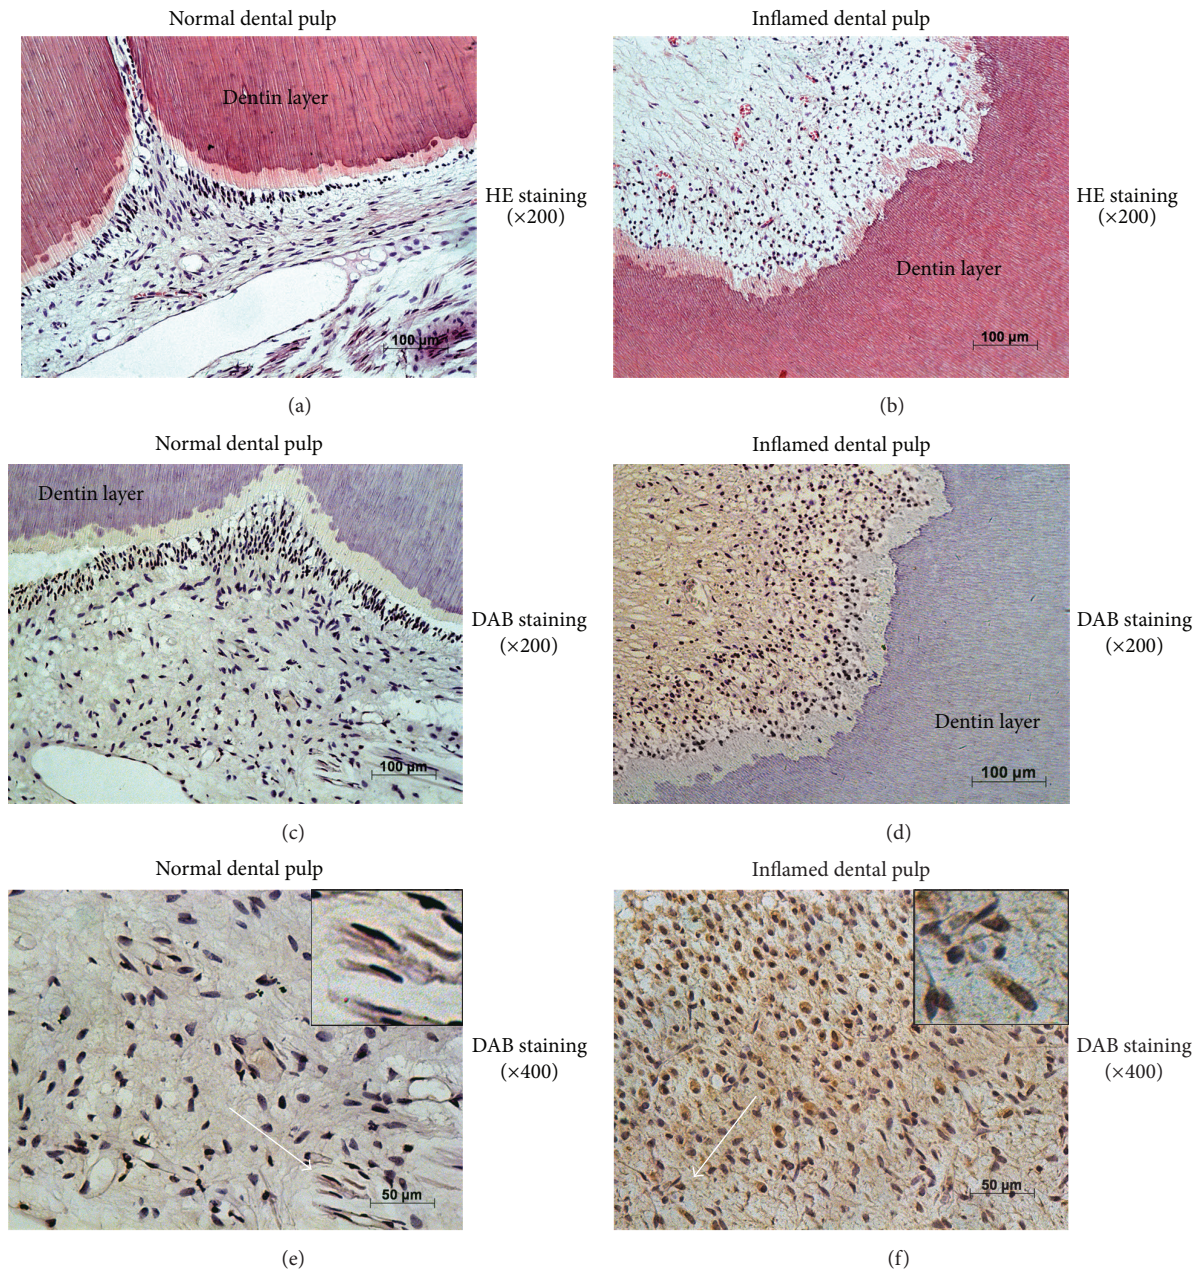 Normal dental pulp
Inflamed dental pulp
Dentin layer
100 μm
HE staining
(×200)
Dentin layer
100 μm
HE staining
(×200)
(a)
(b)
Normal dental pulp
Inflamed dental pulp
Dentin layer
100 μm
DAB staining
(×200)
Dentin layer
100 μm
DAB staining
(×200)
(c)
(d)
Normal dental pulp
Inflamed dental pulp
50 μm
DAB staining
(×400)
50 μm
DAB staining
(×400)
(e)
(f)